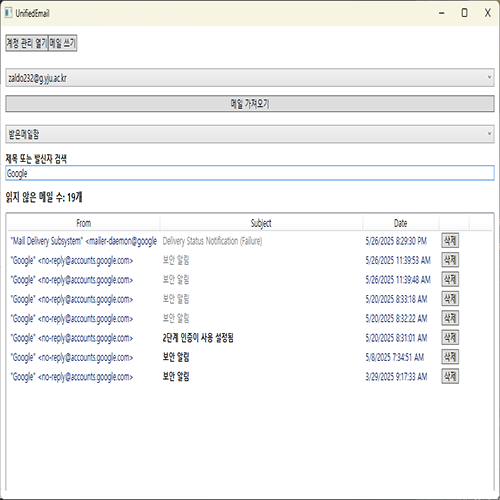 UnifiedEmail
계정 관리 열기 메일 쓰기
zaldo232@g.yju.ac.kr
메일 가져오기
받은메일함
제목 또는 발신자 검색
Google
읽지 않은 메일 수: 19개
From Subject Date
"Mail Delivery Subsystem" <mailer-daemon@google Delivery Status Notification (Failure) 5/26/2025 8:29:30 PM 삭제
"Google" <no-reply@accounts.google.com> 보안 알림 5/26/2025 11:39:53 AM 삭제
"Google" <no-reply@accounts.google.com> 보안 알림 5/26/2025 11:39:48 AM 삭제
"Google" <no-reply@accounts.google.com> 보안 알림 5/20/2025 8:33:18 AM 삭제
"Google" <no-reply@accounts.google.com> 보안 알림 5/20/2025 8:32:22 AM 삭제
"Google" <no-reply@accounts.google.com> 2단계 인증이 사용 설정됨 5/20/2025 8:31:01 AM 삭제
"Google" <no-reply@accounts.google.com> 보안 알림 5/8/2025 7:34:51 AM 삭제
"Google" <no-reply@accounts.google.com> 보안 알림 3/29/2025 9:17:33 AM 삭제